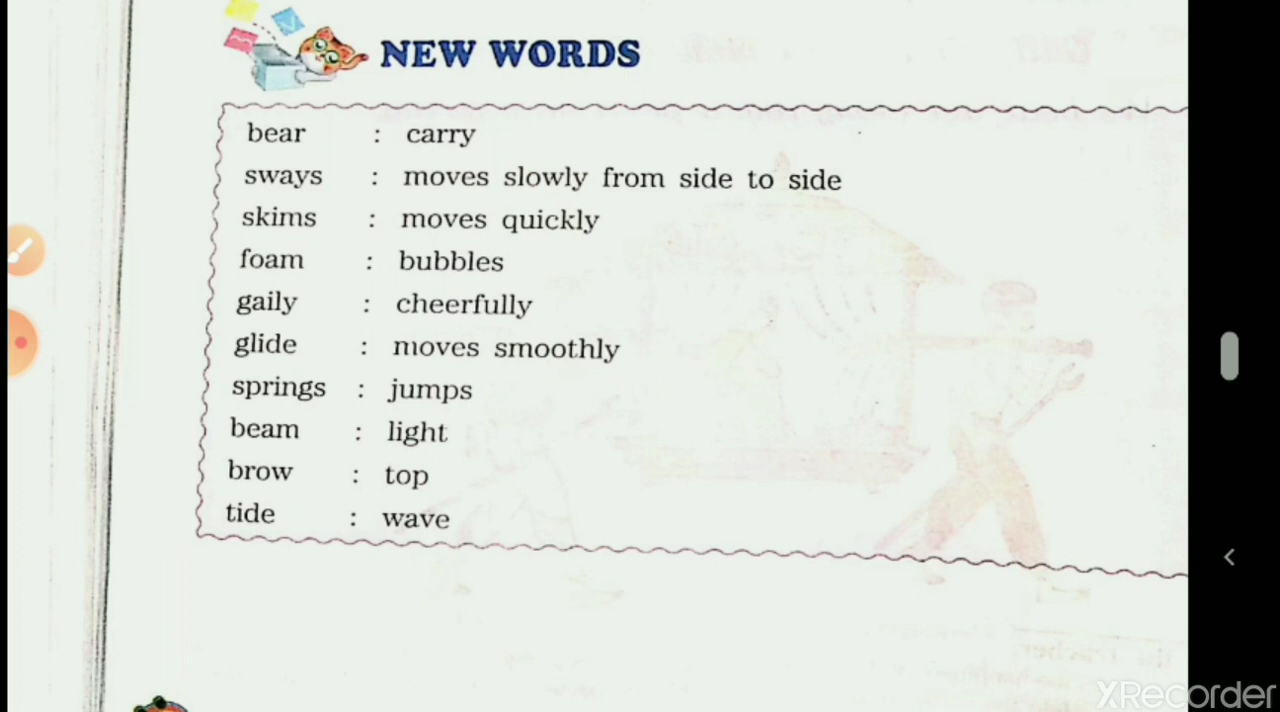 NEW WORDS
bear : carry
sways : moves slowly from side to side
skims : moves quickly
foam : bubbles
gaily : cheerfully
glide : moves smoothly
springs : jumps
beam : light
brow : top
tide : wave
XRecorder